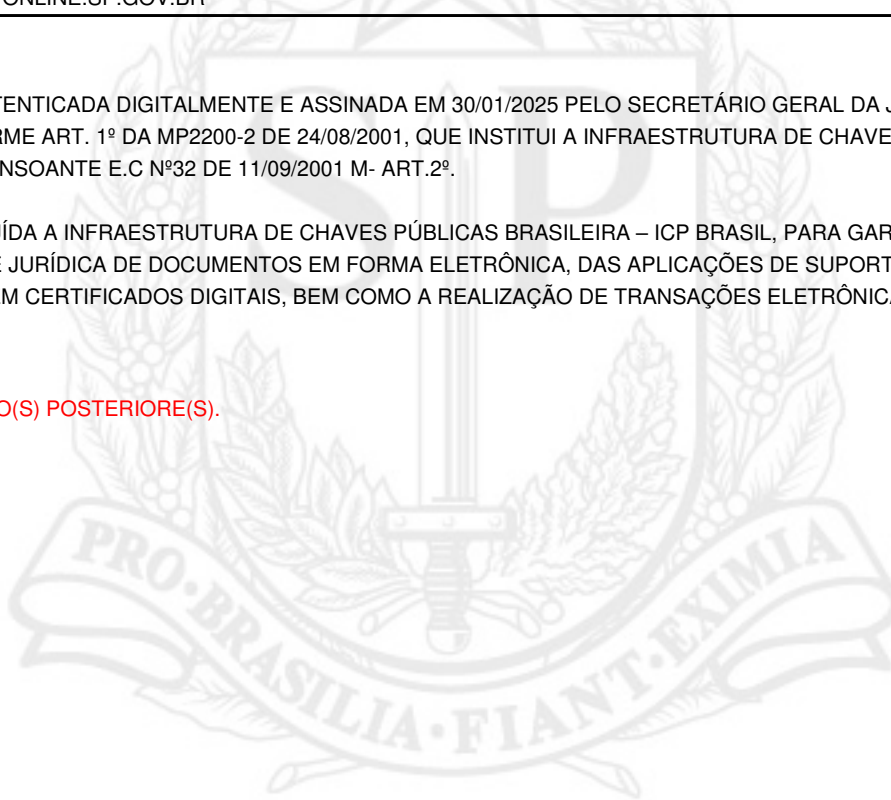 ONLINE.SP.GOV.BR
TENTICADA DIGITALMENTE E ASSINADA EM 30/01/2025 PELO SECRETÁRIO GERAL DA J
RME ART. 1º DA MP2200-2 DE 24/08/2001, QUE INSTITUI A INFRAESTRUTURA DE CHAVE
NSOANTE E.C Nº32 DE 11/09/2001 M- ART.2º.
UÍDA A INFRAESTRUTURA DE CHAVES PÚBLICAS BRASILEIRA – ICP BRASIL, PARA GAR
E JURÍDICA DE DOCUMENTOS EM FORMA ELETRÔNICA, DAS APLICAÇÕES DE SUPORT
EM CERTIFICADOS DIGITAIS, BEM COMO A REALIZAÇÃO DE TRANSAÇÕES ELETRÔNICA
O(S) POSTERIORE(S).
SP
PRO·BRASILIA·FIANT·EXIMIA